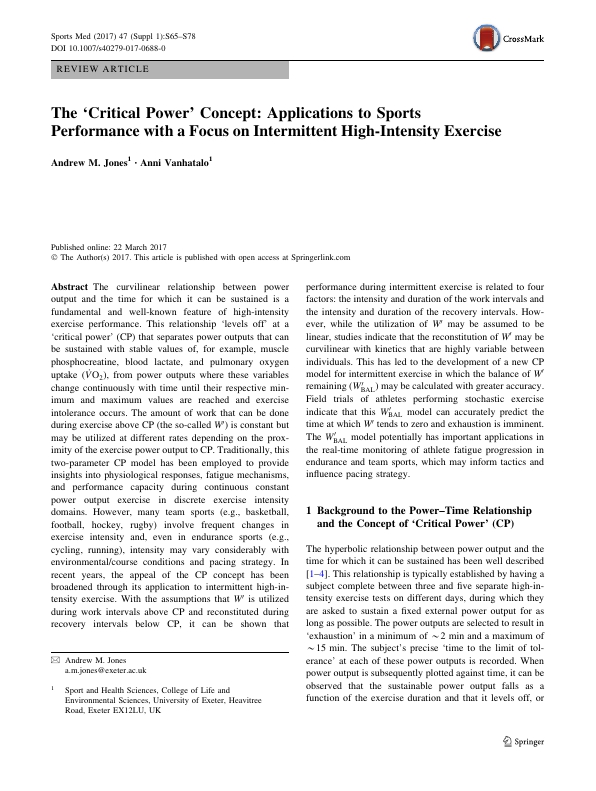 Sports Med (2017) 47 (Suppl 1):S65–S78
DOI 10.1007/s40279-017-0688-0
CrossMark
REVIEW ARTICLE
The ‘Critical Power’ Concept: Applications to Sports
Performance with a Focus on Intermittent High-Intensity Exercise
Andrew M. Jones1 · Anni Vanhatalo1
Published online: 22 March 2017
© The Author(s) 2017. This article is published with open access at Springerlink.com
Abstract The curvilinear relationship between power
output and the time for which it can be sustained is a
fundamental and well-known feature of high-intensity
exercise performance. This relationship ‘levels off’ at a
‘critical power’ (CP) that separates power outputs that can
be sustained with stable values of, for example, muscle
phosphocreatine, blood lactate, and pulmonary oxygen
uptake (V̇O2), from power outputs where these variables
change continuously with time until their respective min-
imum and maximum values are reached and exercise
intolerance occurs. The amount of work that can be done
during exercise above CP (the so-called W′) is constant but
may be utilized at different rates depending on the prox-
imity of the exercise power output to CP. Traditionally, this
two-parameter CP model has been employed to provide
insights into physiological responses, fatigue mechanisms,
and performance capacity during continuous constant
power output exercise in discrete exercise intensity
domains. However, many team sports (e.g., basketball,
football, hockey, rugby) involve frequent changes in
exercise intensity and, even in endurance sports (e.g.,
cycling, running), intensity may vary considerably with
environmental/course conditions and pacing strategy. In
recent years, the appeal of the CP concept has been
broadened through its application to intermittent high-in-
tensity exercise. With the assumptions that W′ is utilized
during work intervals above CP and reconstituted during
recovery intervals below CP, it can be shown that
performance during intermittent exercise is related to four
factors: the intensity and duration of the work intervals and
the intensity and duration of the recovery intervals. How-
ever, while the utilization of W′ may be assumed to be
linear, studies indicate that the reconstitution of W′ may be
curvilinear with kinetics that are highly variable between
individuals. This has led to the development of a new CP
model for intermittent exercise in which the balance of W′
remaining (W′BAL) may be calculated with greater accuracy.
Field trials of athletes performing stochastic exercise
indicate that this W′BAL model can accurately predict the
time at which W′ tends to zero and exhaustion is imminent.
The W′BAL model potentially has important applications in
the real-time monitoring of athlete fatigue progression in
endurance and team sports, which may inform tactics and
influence pacing strategy.
1 Background to the Power–Time Relationship
and the Concept of ‘Critical Power’ (CP)
The hyperbolic relationship between power output and the
time for which it can be sustained has been well described
[1–4]. This relationship is typically established by having a
subject complete between three and five separate high-in-
tensity exercise tests on different days, during which they
are asked to sustain a fixed external power output for as
long as possible. The power outputs are selected to result in
‘exhaustion’ in a minimum of ~2 min and a maximum of
~15 min. The subject’s precise ‘time to the limit of tol-
erance’ at each of these power outputs is recorded. When
power output is subsequently plotted against time, it can be
observed that the sustainable power output falls as a
function of the exercise duration and that it levels off, or
Andrew M. Jones
a.m.jones@exeter.ac.uk
1 Sport and Health Sciences, College of Life and
Environmental Sciences, University of Exeter, Heavitree
Road, Exeter EX12LU, UK
Springer